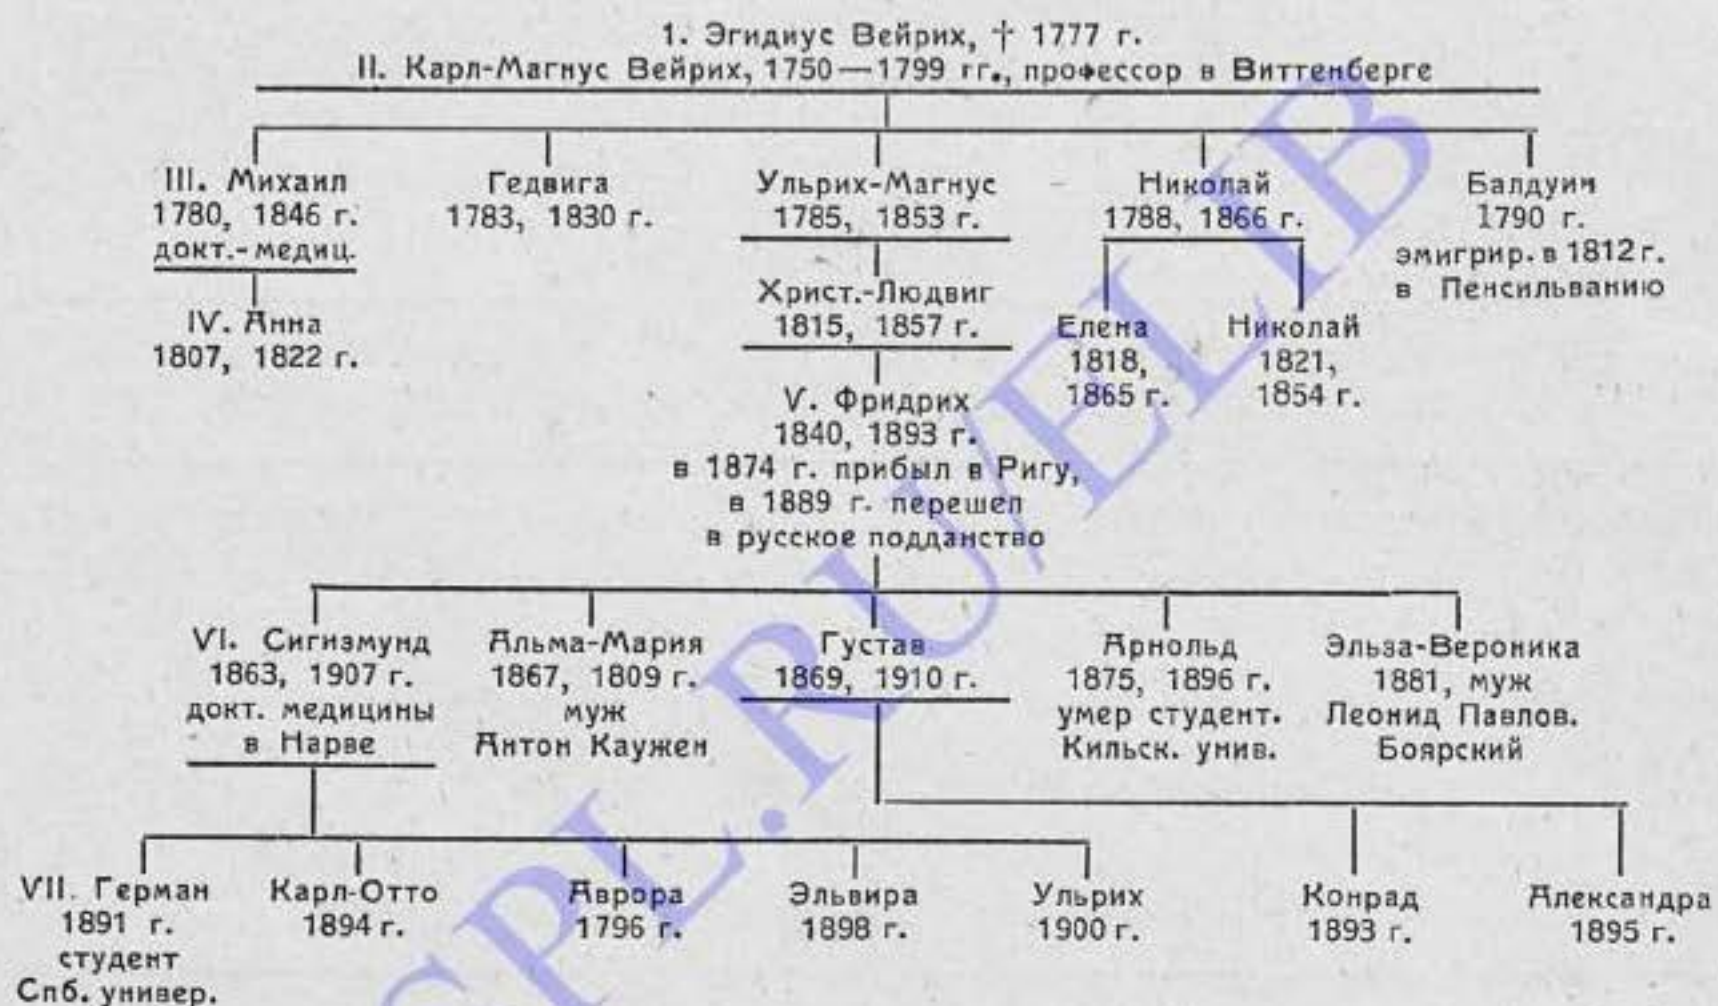 1. Эгидиус Вейрих, † 1777 г.
II. Карл-Магнус Вейрих, 1750—1799 гг., профессор в Виттенберге
III. Михаил
1780, 1846 г.
докт.-медиц.
Гедвига
1783, 1830 г.
Ульрих-Магнус
1785, 1853 г.
Николай
1788, 1866 г.
Балдуин
1790 г.
эмигрир. в 1812 г.
в Пенсильванию
IV. Анна
1807, 1822 г.
Христ.-Людвиг
1815, 1857 г.
Елена
1818,
1865 г.
Николай
1821,
1854 г.
V. Фридрих
1840, 1893 г.
в 1874 г. прибыл в Ригу,
в 1889 г. перешел
в русское подданство
VI. Сигизмунд
1863, 1907 г.
докт. медицины
в Нарве
Альма-Мария
1867, 1809 г.
муж
Антон Каужен
Густав
1869, 1910 г.
Арнольд
1875, 1896 г.
умер студент.
Кильск. унив.
Эльза-Вероника
1881, муж
Леонид Павлов.
Боярский
VII. Герман
1891 г.
студент
Спб. универ.
Карл-Отто
1894 г.
Аврора
1796 г.
Эльвира
1898 г.
Ульрих
1900 г.
Конрад
1893 г.
Александра
1895 г.
SPL.RU/ELIB